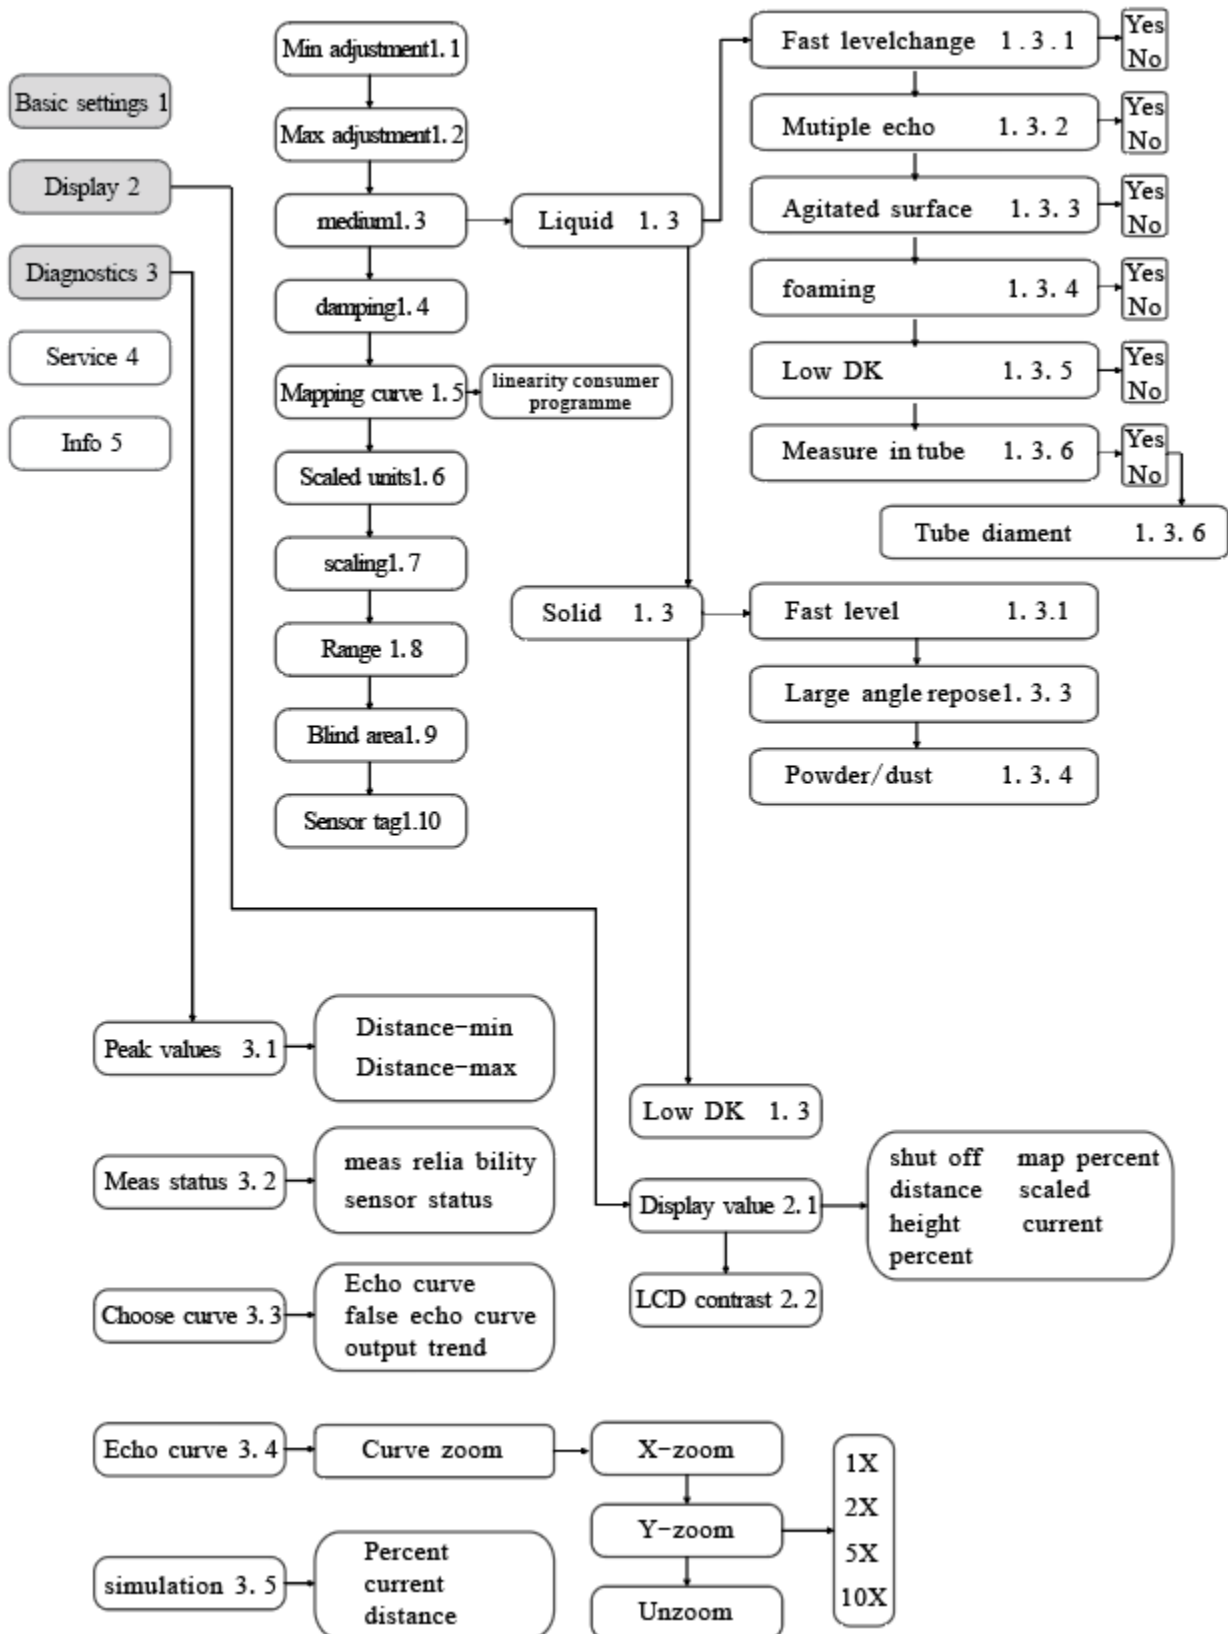 Basic settings 1
Display 2
Diagnostics 3
Service 4
Info 5
Min adjustment1. 1
Max adjustment1. 2
medium1. 3
damping1. 4
Mapping curve 1. 5
linearity consumer
programme
Scaled units1. 6
scaling1. 7
Range 1. 8
Blind area1. 9
Sensor tag1.10
Liquid 1. 3
Fast levelchange 1 . 3 . 1
Yes
No
Mutiple echo 1. 3. 2
Yes
No
Agitated surface 1. 3. 3
Yes
No
foaming 1. 3. 4
Yes
No
Low DK 1. 3. 5
Yes
No
Measure in tube 1. 3. 6
Yes
No
Tube diament 1. 3. 6
Solid 1. 3
Fast level 1. 3.1
Large angle repose1. 3. 3
Powder/dust 1. 3. 4
Low DK 1. 3
Display value 2. 1
shut off map percent
distance scaled
height current
percent
LCD contrast 2. 2
Peak values 3. 1
Distance-min
Distance-max
Meas status 3. 2
meas relia bility
sensor status
Choose curve 3. 3
Echo curve
false echo curve
output trend
Echo curve 3. 4
Curve zoom
X-zoom
Y-zoom
Unzoom
1X
2X
5X
10X
simulation 3. 5
Percent
current
distance